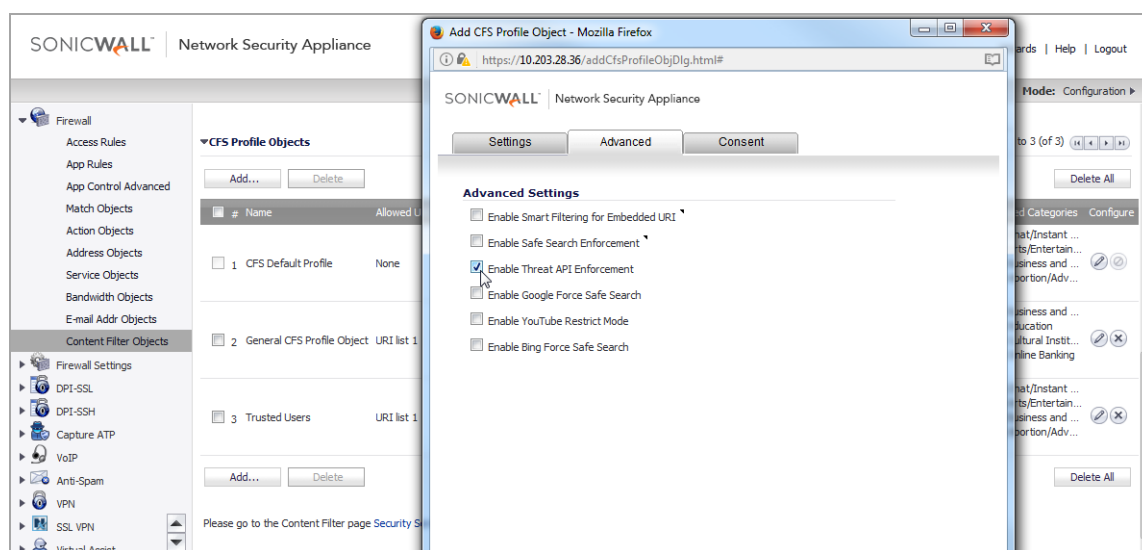 SONICWALL Network Security Appliance
ards | Help | Logout
Mode: Configuration
Firewall
Access Rules
App Rules
App Control Advanced
Match Objects
Action Objects
Address Objects
Service Objects
Bandwidth Objects
E-mail Addr Objects
Content Filter Objects
Firewall Settings
DPI-SSL
DPI-SSH
Capture ATP
VoIP
Anti-Spam
VPN
SSL VPN
Virtual Assist
CFS Profile Objects
to 3 (of 3)
Add... Delete
Delete All
# Name Allowed U
ed Categories Configure
1 CFS Default Profile None
hat/Instant ...
rts/Entertain...
usiness and ...
bortion/Adv...
2 General CFS Profile Object URI list 1
usiness and ...
ducation
ultural Instit...
nline Banking
3 Trusted Users URI list 1
hat/Instant ...
rts/Entertain...
usiness and ...
bortion/Adv...
Add... Delete
Delete All
Please go to the Content Filter page Security S
Add CFS Profile Object - Mozilla Firefox
https://10.203.28.36/addCfsProfileObjDlg.html#
SONICWALL Network Security Appliance
Settings Advanced Consent
Advanced Settings
Enable Smart Filtering for Embedded URI
Enable Safe Search Enforcement
Enable Threat API Enforcement
Enable Google Force Safe Search
Enable YouTube Restrict Mode
Enable Bing Force Safe Search